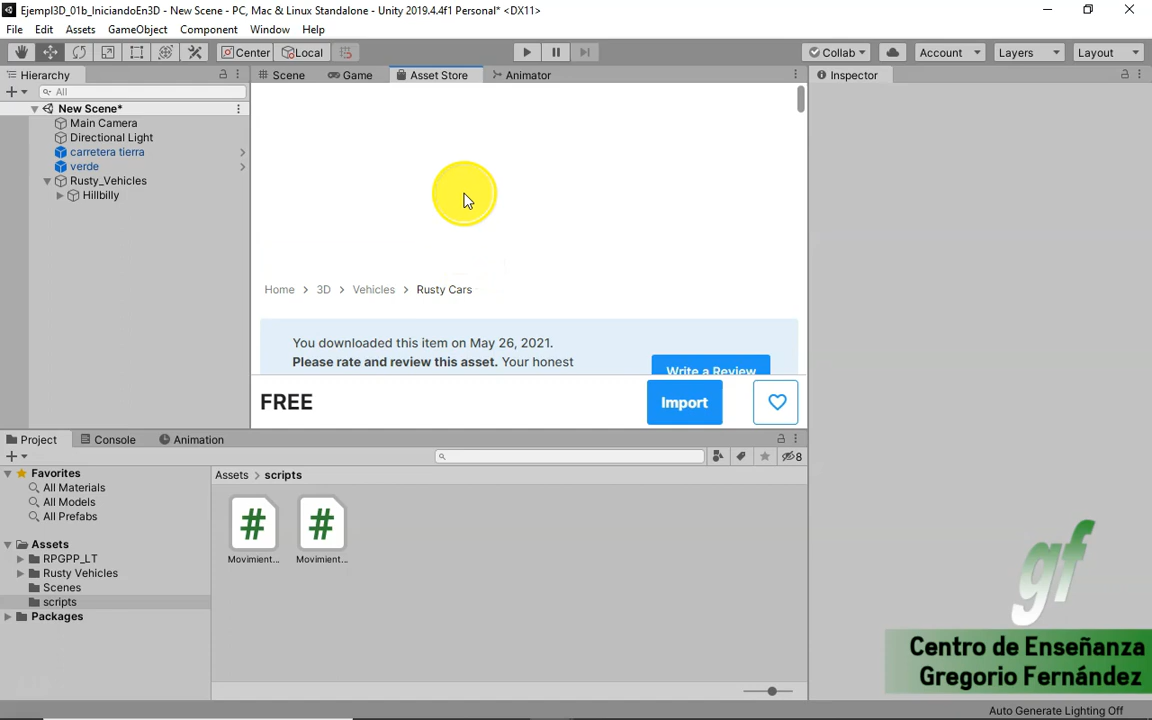 Ejempl3D_01b_IniciandoEn3D - New Scene - PC, Mac & Linux Standalone - Unity 2019.4.4f1 Personal* <DX11>
File Edit Assets GameObject Component Window Help
Center Local Collab Account Layers Layout
Hierarchy Scene Game Asset Store Animator Inspector
All
New Scene*
Main Camera
Directional Light
carretera tierra
verde
Rusty_Vehicles
Hillbilly
Home > 3D > Vehicles > Rusty Cars
You downloaded this item on May 26, 2021.
Please rate and review this asset. Your honest
Write a Review
FREE Import
Project Console Animation
8
Favorites
All Materials
All Models
All Prefabs
Assets
RPGPP_LT
Rusty Vehicles
Scenes
scripts
Packages
Assets > scripts
# #
Movimient... Movimient...
gf
Centro de Enseñanza
Gregorio Fernández
Auto Generate Lighting Off